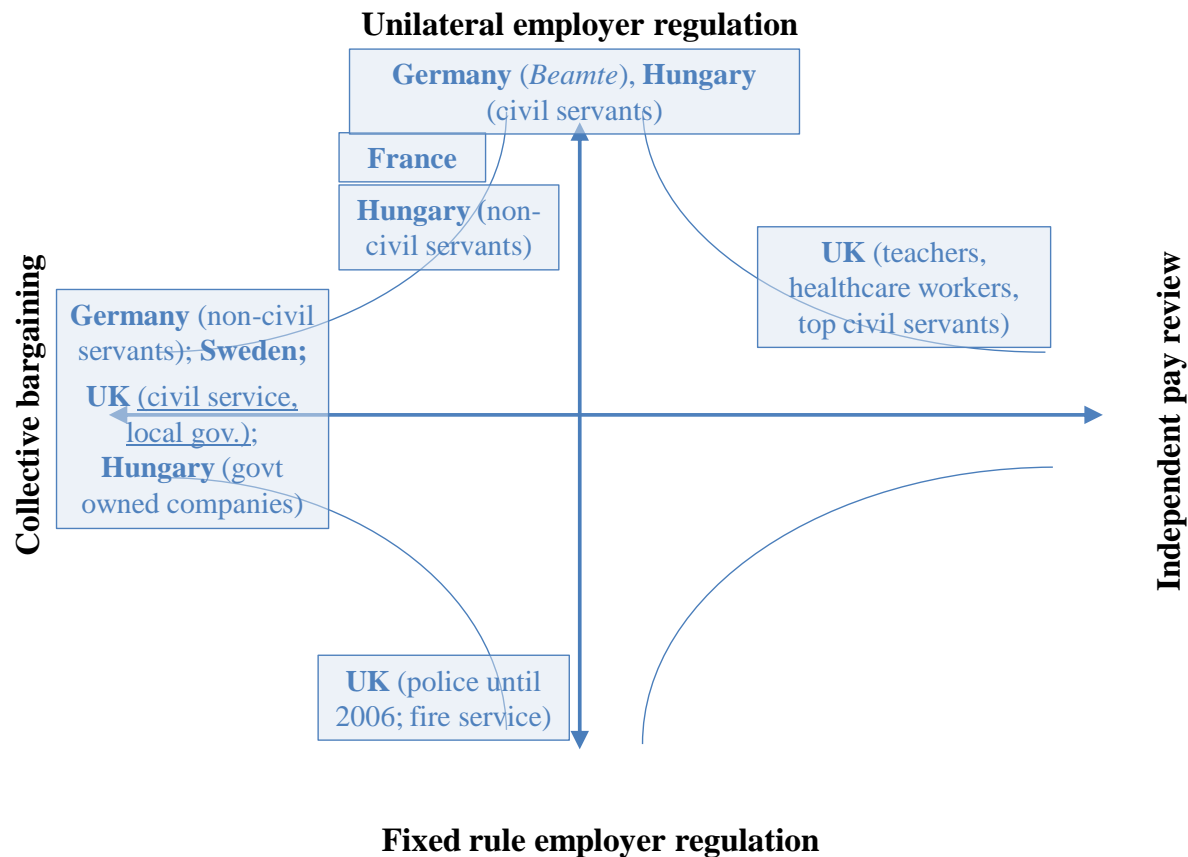 Unilateral employer regulation
Germany (Beamte), Hungary
(civil servants)
France
Hungary (non-
civil servants)
UK (teachers,
healthcare workers,
top civil servants)
Collective bargaining
Germany (non-civil
servants); Sweden;
UK (civil service,
local gov.);
Hungary (govt
owned companies)
Independent pay review
UK (police until
2006; fire service)
Fixed rule employer regulation